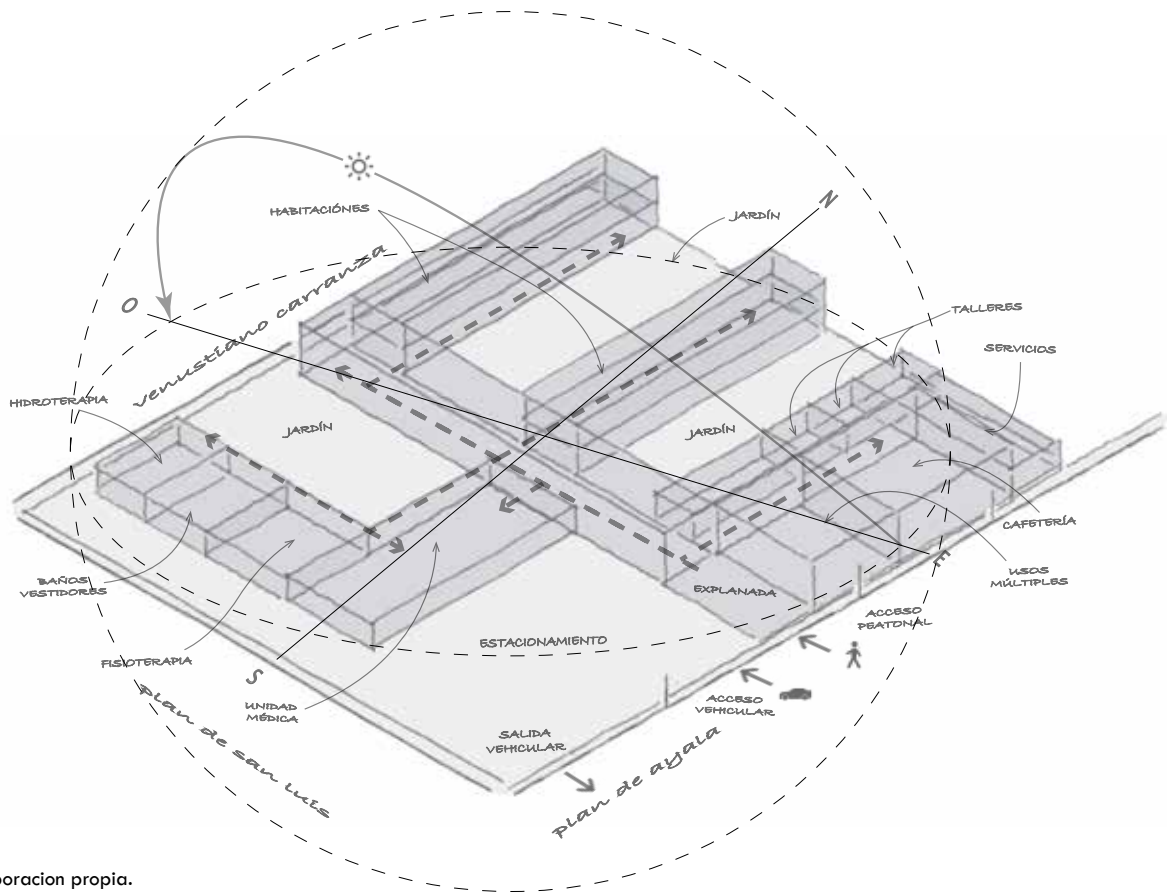 N
HABITACIÓNES
JARDÍN
O
venustiano carranza
TALLERES
SERVICIOS
HIDROTERAPIA
JARDÍN
JARDÍN
CAFETERÍA
E
BAÑOS
VESTIDORES
USOS
MÚLTIPLES
EXPLANADA
ACCESO
PEATONAL
ESTACIONAMIENTO
FISIOTERAPIA
S
UNIDAD
MÉDICA
ACCESO
VEHICULAR
plan de san luis
SALIDA
VEHICULAR
plan de ayala
boracion propia.